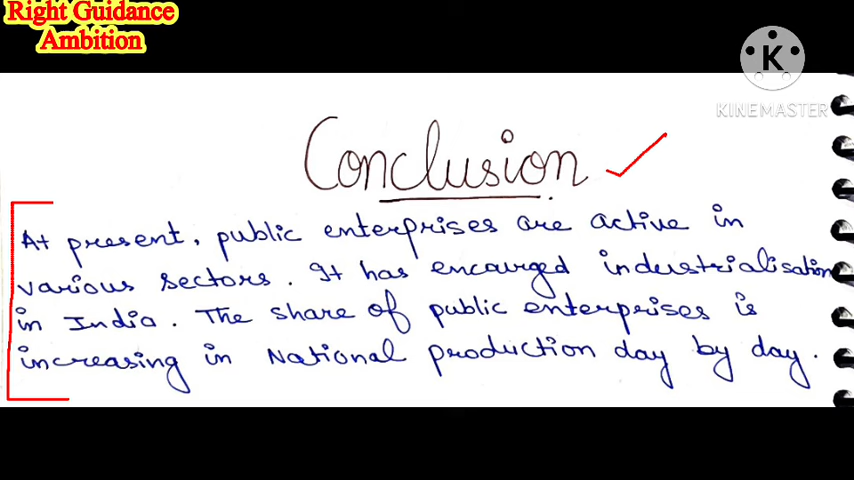 Right Guidance
Ambition
K
KINEMASTER
Conclusion
At present, public enterprises are active in
various sectors. It has encourged industrialisation
in India. The share of public enterprises is
increasing in National production day by day.